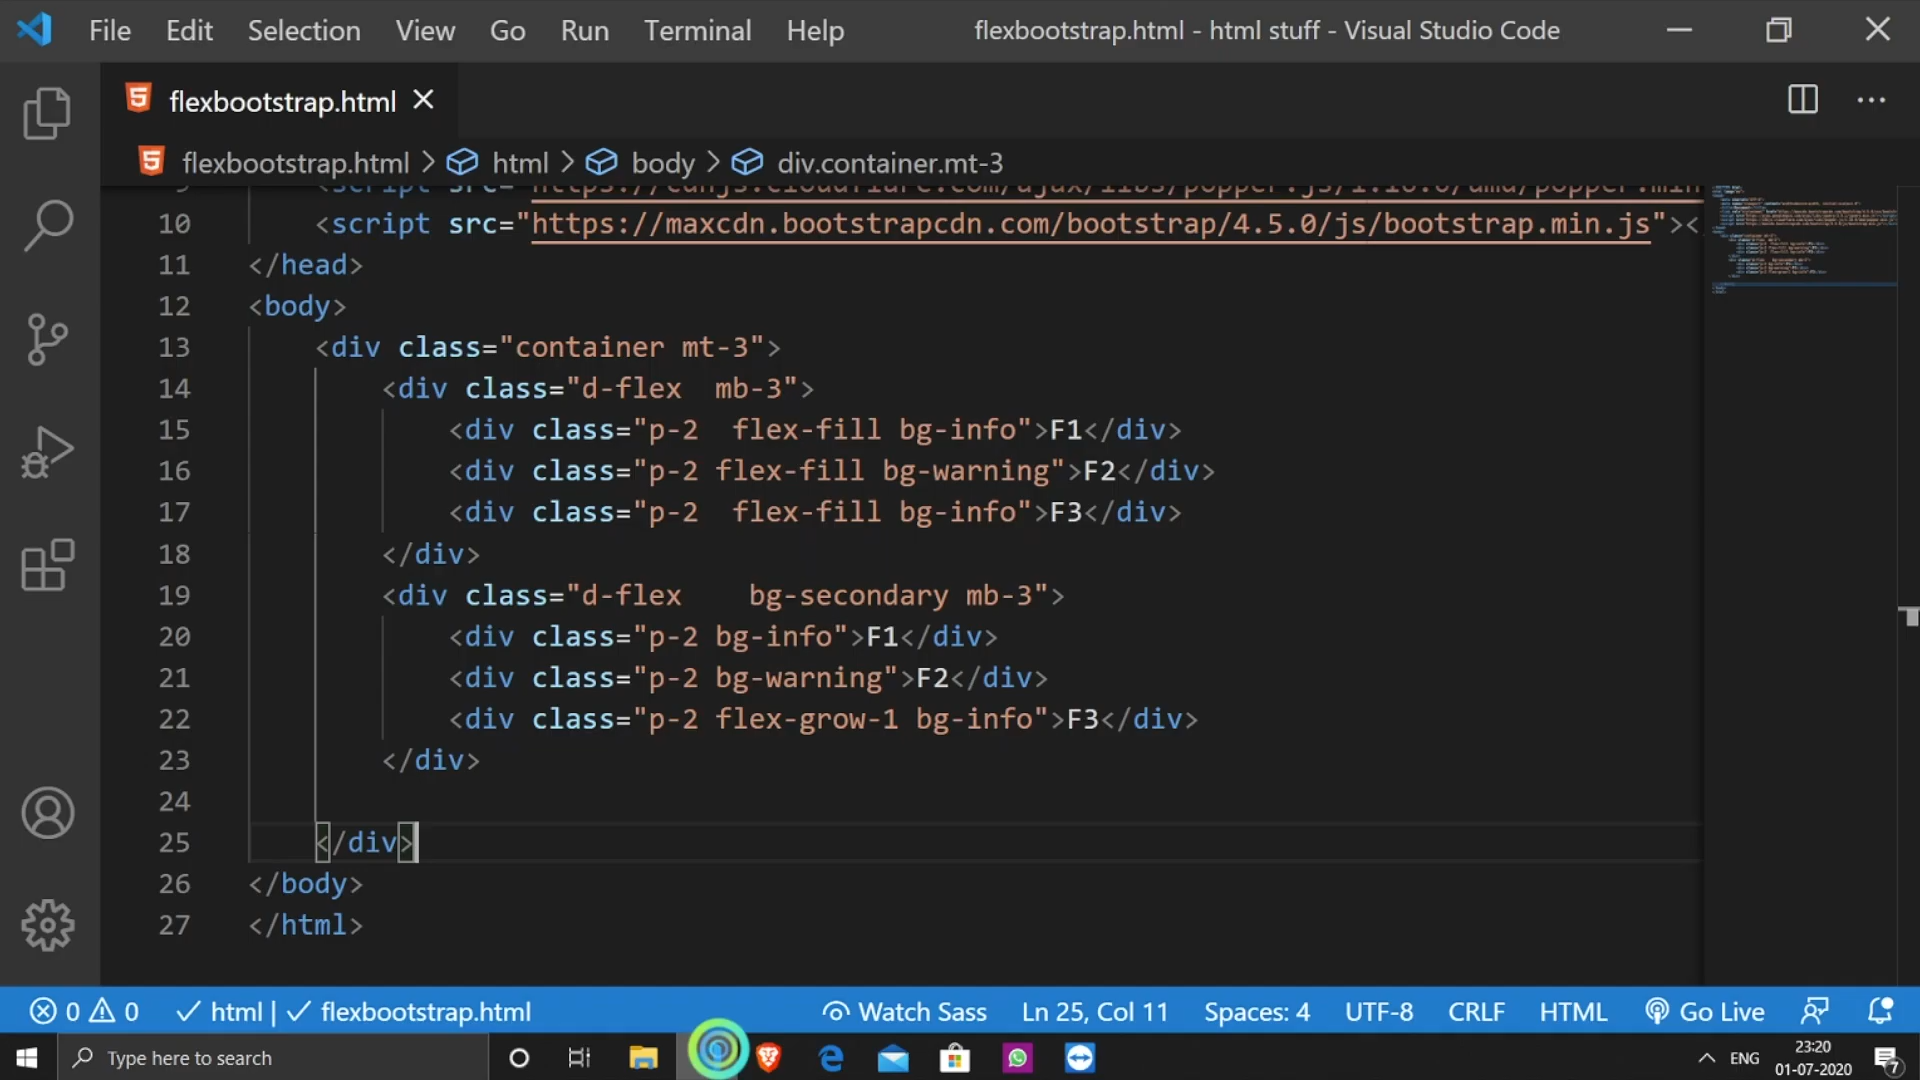 File Edit Selection View Go Run Terminal Help flexbootstrap.html - html stuff - Visual Studio Code
flexbootstrap.html
flexbootstrap.html > html > body > div.container.mt-3
10 <script src="https://maxcdn.bootstrapcdn.com/bootstrap/4.5.0/js/bootstrap.min.js"><
11 </head>
12 <body>
13 <div class="container mt-3">
14 <div class="d-flex  mb-3">
15 <div class="p-2  flex-fill bg-info">F1</div>
16 <div class="p-2 flex-fill bg-warning">F2</div>
17 <div class="p-2  flex-fill bg-info">F3</div>
18 </div>
19 <div class="d-flex    bg-secondary mb-3">
20 <div class="p-2 bg-info">F1</div>
21 <div class="p-2 bg-warning">F2</div>
22 <div class="p-2 flex-grow-1 bg-info">F3</div>
23 </div>
24
25 </div>
26 </body>
27 </html>
0 0 html | flexbootstrap.html Watch Sass Ln 25, Col 11 Spaces: 4 UTF-8 CRLF HTML Go Live
Type here to search ENG 23:20
01-07-2020 7